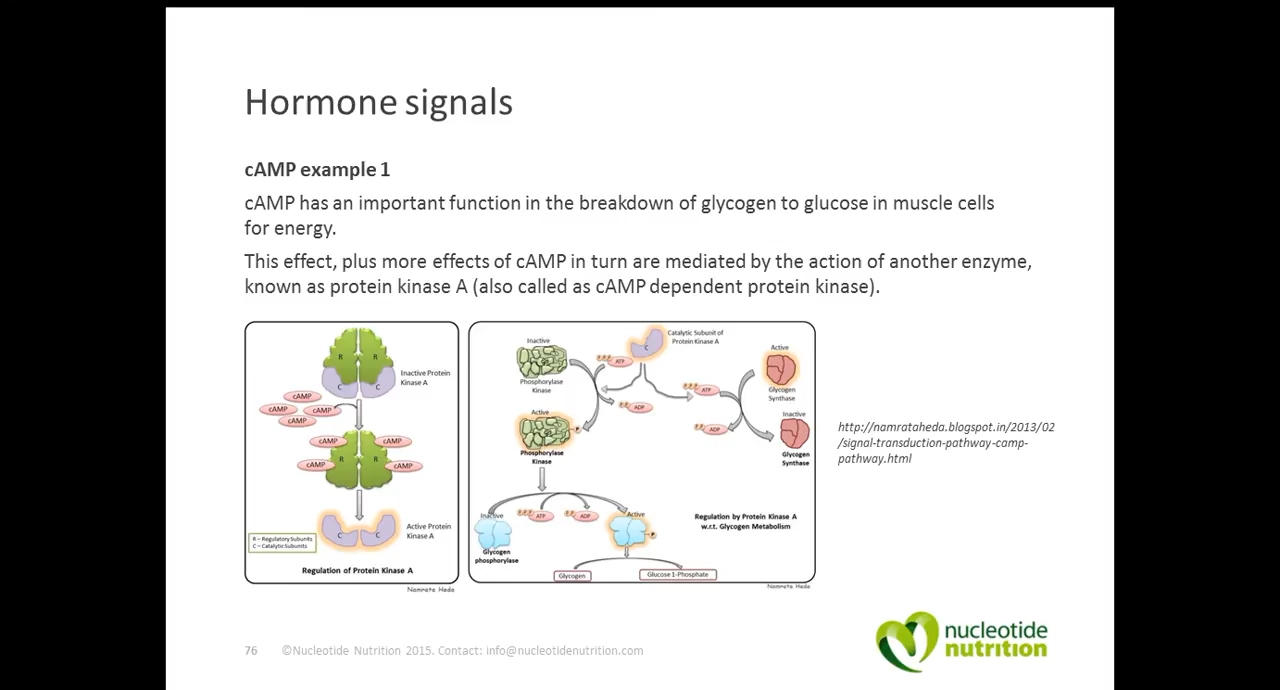 Hormone signals
cAMP example 1
cAMP has an important function in the breakdown of glycogen to glucose in muscle cells
for energy.
This effect, plus more effects of cAMP in turn are mediated by the action of another enzyme,
known as protein kinase A (also called as cAMP dependent protein kinase).
R
R
C
C
Inactive Protein
Kinase A
cAMP
cAMP
cAMP
cAMP
cAMP
cAMP
R
R
cAMP
cAMP
C
C
Active Protein
Kinase A
R – Regulatory Subunits
C – Catalytic Subunits
Regulation of Protein Kinase A
Namrata Heda
Catalytic Subunit of
Protein Kinase A
C
Inactive
Phosphorylase
Kinase
P P P ATP
P P ADP
Active
P
Phosphorylase
Kinase
P P P ATP
P P ADP
Active
Glycogen
Synthase
Inactive
Glycogen
Synthase
Inactive
Glycogen
phosphorylase
P P P ATP
P P ADP
Active
P
Regulation by Protein Kinase A
w.r.t. Glycogen Metabolism
Glycogen
Glucose 1-Phosphate
Namrata Heda
http://namrataheda.blogspot.in/2013/02
/signal-transduction-pathway-camp-
pathway.html
76 ©Nucleotide Nutrition 2015. Contact: info@nucleotidenutrition.com
nucleotide
nutrition